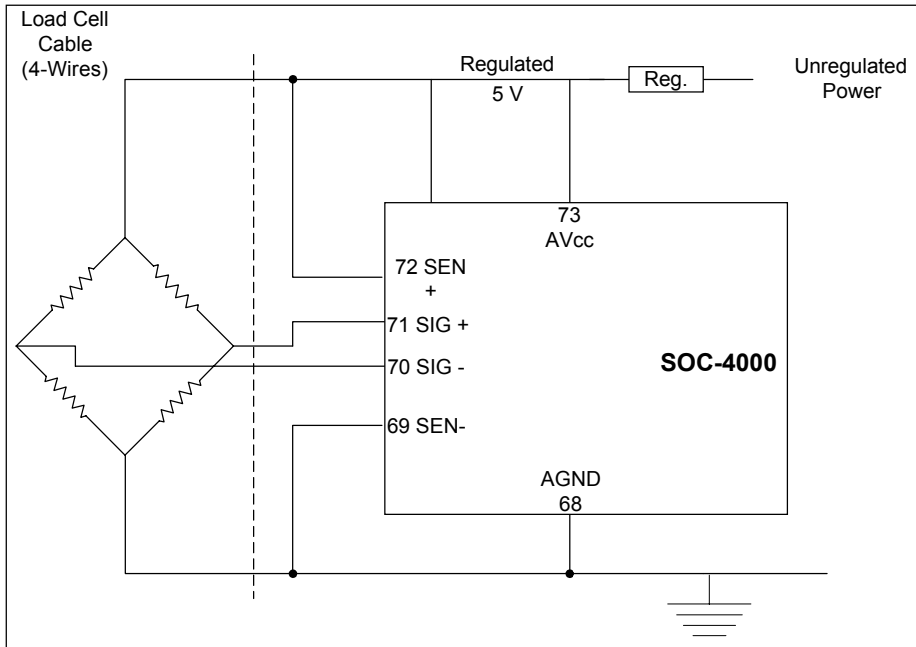 Load Cell
Cable
(4-Wires)
Regulated
5 V
Reg.
Unregulated
Power
73
AVcc
72 SEN
+
71 SIG +
70 SIG -
SOC-4000
69 SEN-
AGND
68